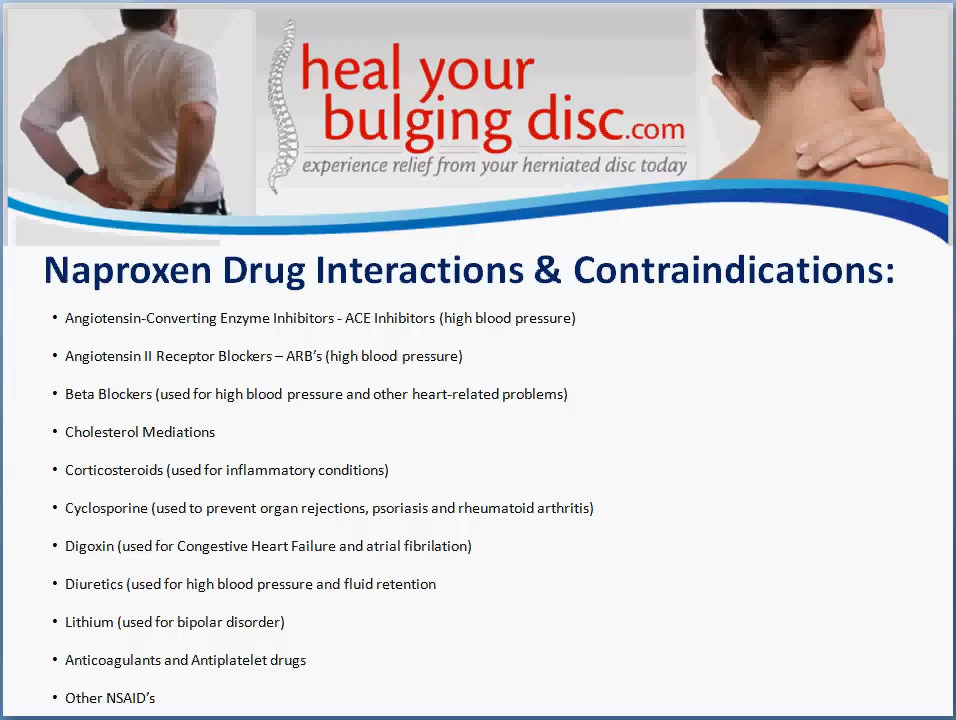 heal your
bulging disc.com
experience relief from your herniated disc today
Naproxen Drug Interactions & Contraindications:
• Angiotensin-Converting Enzyme Inhibitors - ACE Inhibitors (high blood pressure)
• Angiotensin II Receptor Blockers – ARB's (high blood pressure)
• Beta Blockers (used for high blood pressure and other heart-related problems)
• Cholesterol Mediations
• Corticosteroids (used for inflammatory conditions)
• Cyclosporine (used to prevent organ rejections, psoriasis and rheumatoid arthritis)
• Digoxin (used for Congestive Heart Failure and atrial fibrilation)
• Diuretics (used for high blood pressure and fluid retention
• Lithium (used for bipolar disorder)
• Anticoagulants and Antiplatelet drugs
• Other NSAID's